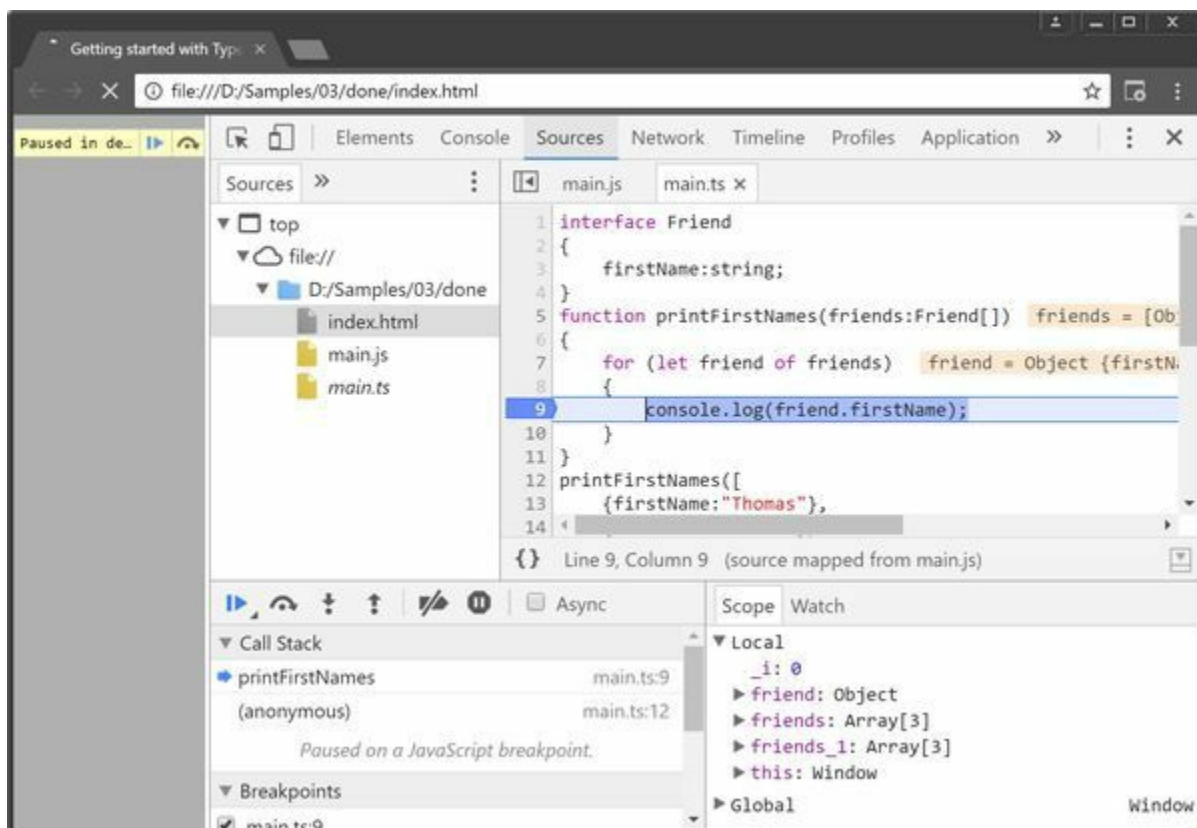 Getting started with Typ
file:///D:/Samples/03/done/index.html
Paused in de…
Elements Console Sources Network Timeline Profiles Application »
Sources »
main.js main.ts ×
top
file://
D:/Samples/03/done
index.html
main.js
main.ts
1 interface Friend
2 {
3 firstName:string;
4 }
5 function printFirstNames(friends:Friend[]) friends = [Ob
6 {
7 for (let friend of friends) friend = Object {firstN
8 {
9 console.log(friend.firstName);
10 }
11 }
12 printFirstNames([
13 {firstName:"Thomas"},
14
{} Line 9, Column 9 (source mapped from main.js)
Async
Call Stack
printFirstNames main.ts:9
(anonymous) main.ts:12
Paused on a JavaScript breakpoint.
Breakpoints
main.ts:9
Scope Watch
Local
_i: 0
friend: Object
friends: Array[3]
friends_1: Array[3]
this: Window
Global Window